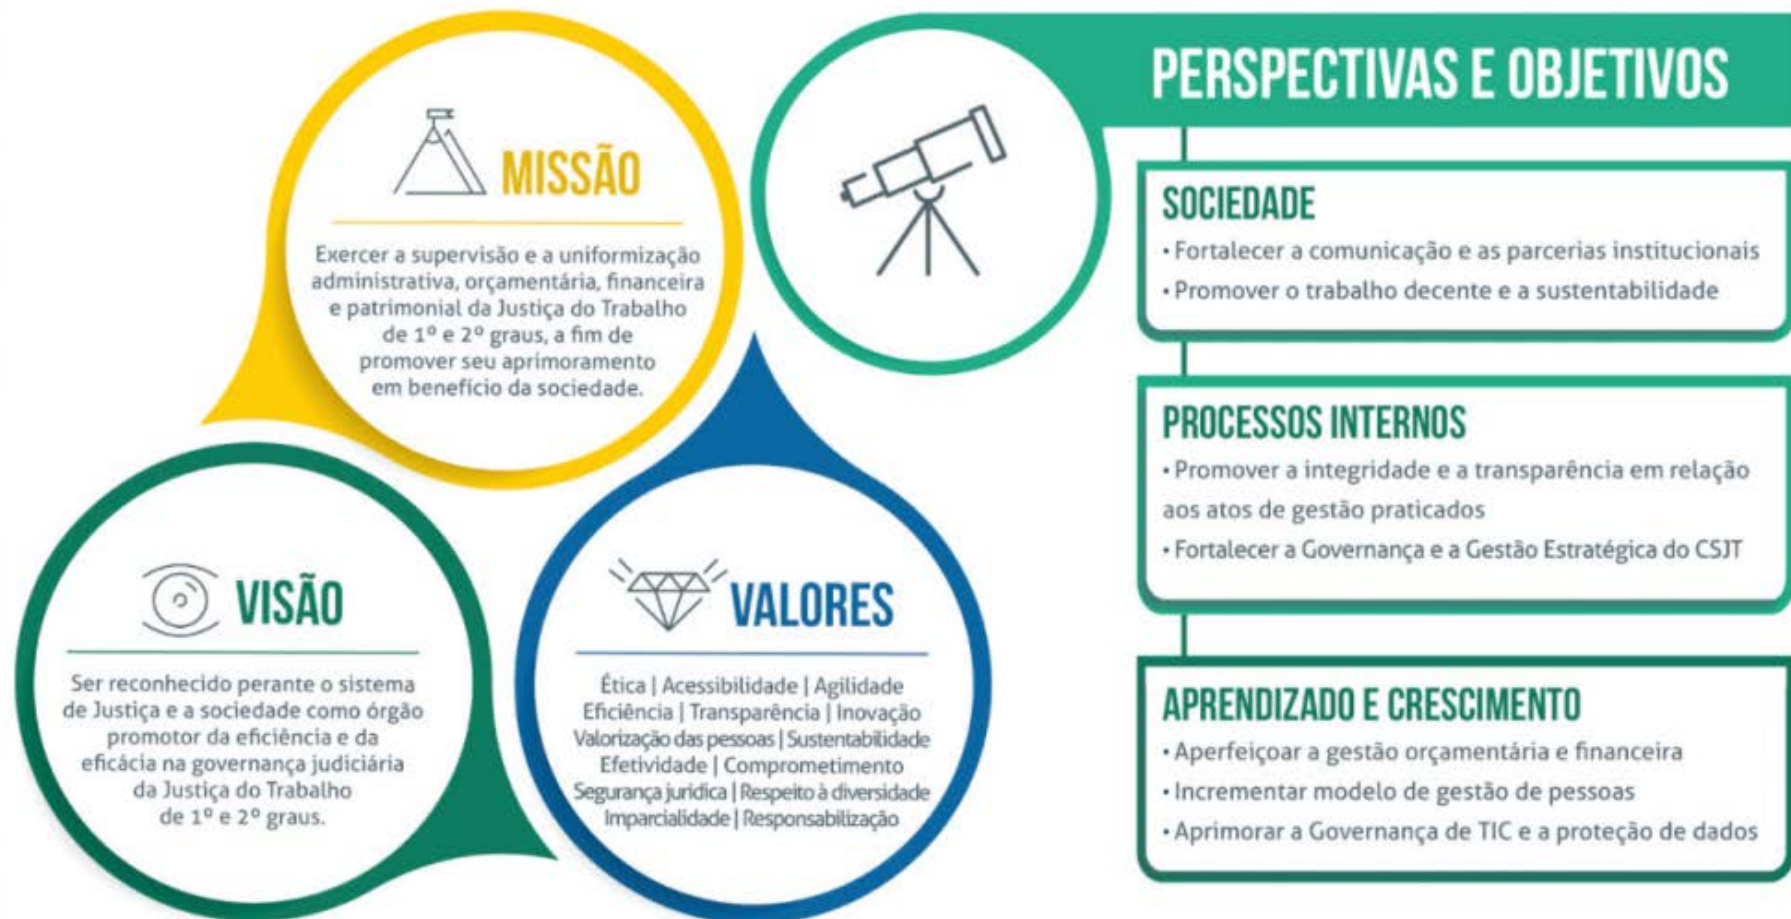 MISSÃO
Exercer a supervisão e a uniformização
administrativa, orçamentária, financeira
e patrimonial da Justiça do Trabalho
de 1º e 2º graus, a fim de
promover seu aprimoramento
em benefício da sociedade.
VISÃO
Ser reconhecido perante o sistema
de Justiça e a sociedade como órgão
promotor da eficiência e da
eficácia na governança judiciária
da Justiça do Trabalho
de 1º e 2º graus.
VALORES
Ética | Acessibilidade | Agilidade
Eficiência | Transparência | Inovação
Valorização das pessoas | Sustentabilidade
Efetividade | Comprometimento
Segurança jurídica | Respeito à diversidade
Imparcialidade | Responsabilização
PERSPECTIVAS E OBJETIVOS
SOCIEDADE
• Fortalecer a comunicação e as parcerias institucionais
• Promover o trabalho decente e a sustentabilidade
PROCESSOS INTERNOS
• Promover a integridade e a transparência em relação
aos atos de gestão praticados
• Fortalecer a Governança e a Gestão Estratégica do CSJT
APRENDIZADO E CRESCIMENTO
• Aperfeiçoar a gestão orçamentária e financeira
• Incrementar modelo de gestão de pessoas
• Aprimorar a Governança de TIC e a proteção de dados